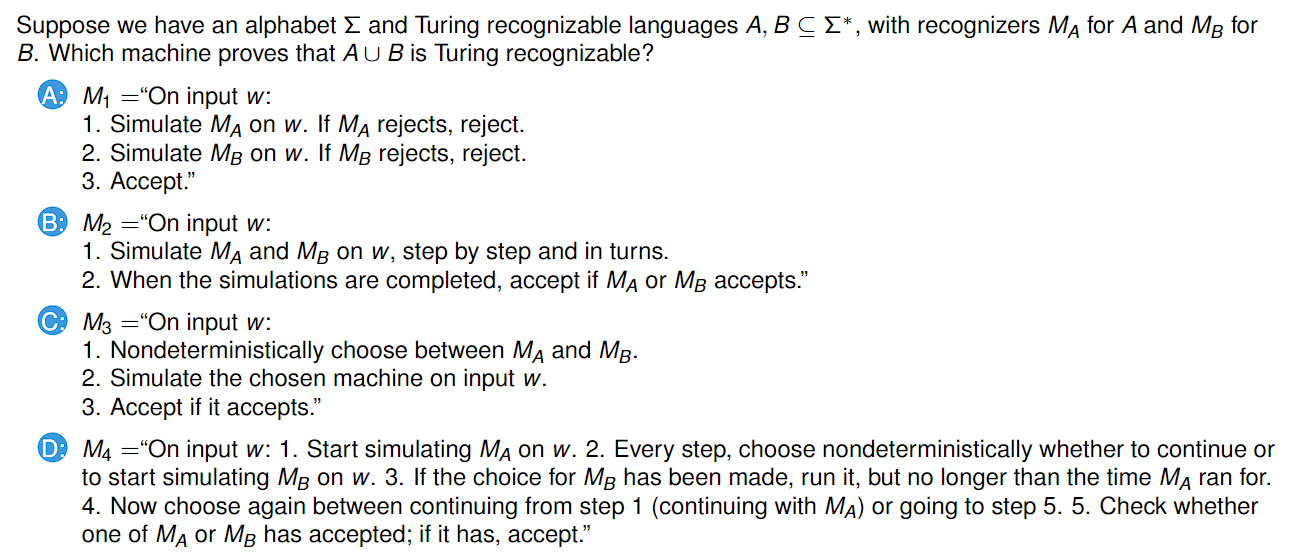 Suppose we have an alphabet Σ and Turing recognizable languages A, B ⊆ Σ*, with recognizers M_A for A and M_B for
B. Which machine proves that A ∪ B is Turing recognizable?
A: M₁ =“On input w:
1. Simulate M_A on w. If M_A rejects, reject.
2. Simulate M_B on w. If M_B rejects, reject.
3. Accept.”
B: M₂ =“On input w:
1. Simulate M_A and M_B on w, step by step and in turns.
2. When the simulations are completed, accept if M_A or M_B accepts.”
C: M₃ =“On input w:
1. Nondeterministically choose between M_A and M_B.
2. Simulate the chosen machine on input w.
3. Accept if it accepts.”
D: M₄ =“On input w: 1. Start simulating M_A on w. 2. Every step, choose nondeterministically whether to continue or
to start simulating M_B on w. 3. If the choice for M_B has been made, run it, but no longer than the time M_A ran for.
4. Now choose again between continuing from step 1 (continuing with M_A) or going to step 5. 5. Check whether
one of M_A or M_B has accepted; if it has, accept.”